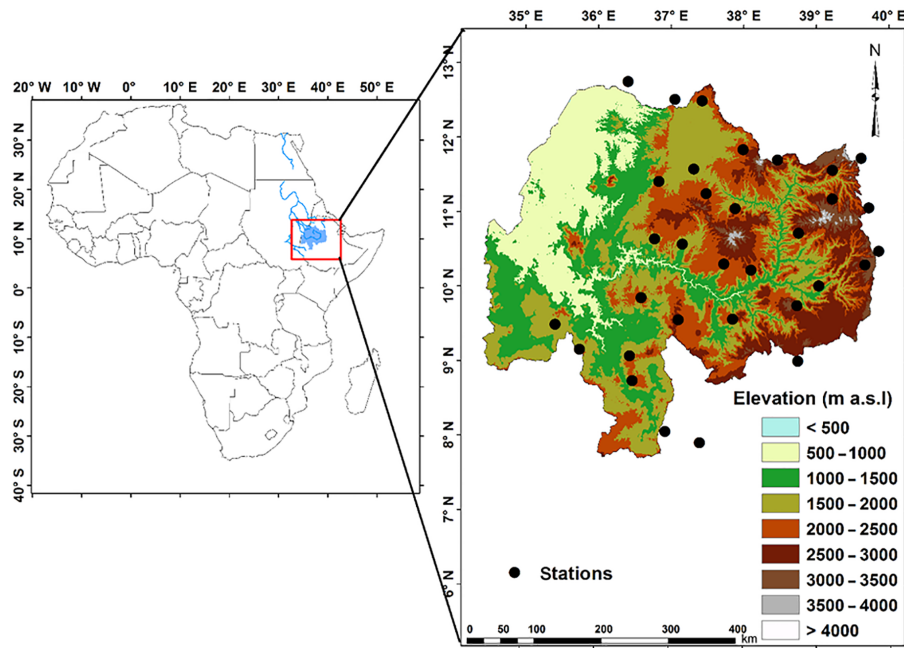 20° W 10° W 0° 10° E 20° E 30° E 40° E 50° E
30° N
20° N
10° N
0°
10° S
20° S
30° S
40° S
35° E 36° E 37° E 38° E 39° E 40° E
13° N
12° N
11° N
10° N
9° N
8° N
7° N
6° N
N
Elevation (m a.s.l)
< 500
500 – 1000
1000 – 1500
1500 – 2000
2000 – 2500
2500 – 3000
3000 – 3500
3500 – 4000
> 4000
Stations
0 50 100 200 300 400
km